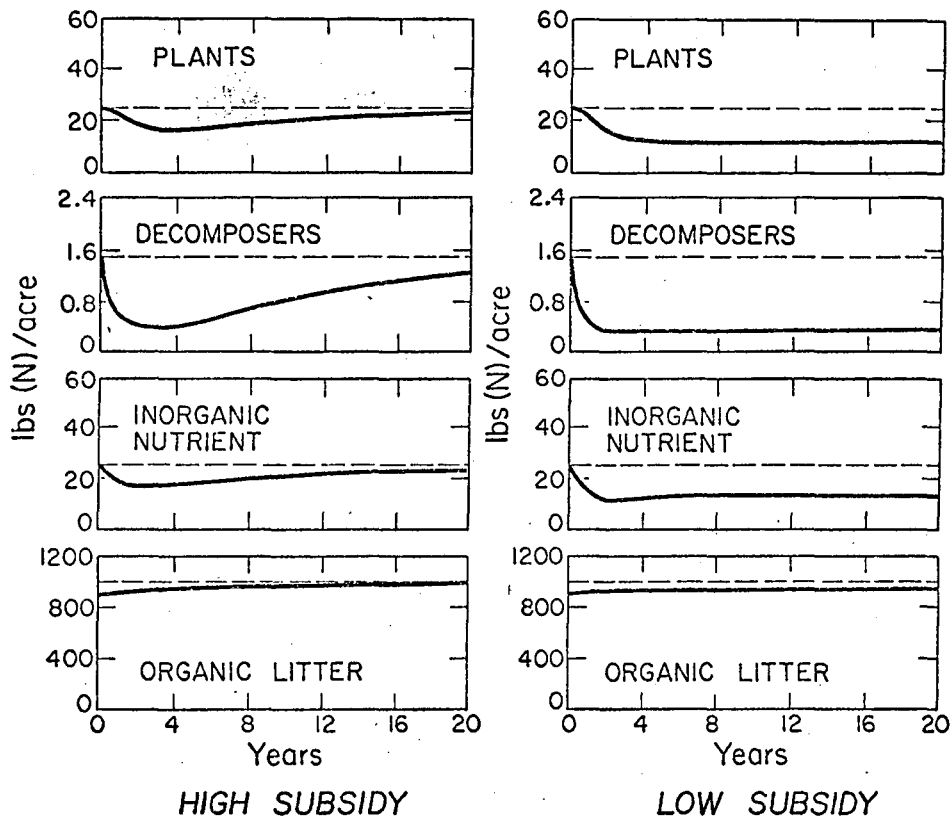 60
40
20
0
PLANTS
2.4
1.6
0.8
0
DECOMPOSERS
lbs (N)/acre
60
40
20
0
INORGANIC
NUTRIENT
1200
800
400
0
ORGANIC LITTER
0 4 8 12 16 20
Years
HIGH SUBSIDY
60
40
20
0
PLANTS
2.4
1.6
0.8
0
DECOMPOSERS
lbs (N)/acre
60
40
20
0
INORGANIC
NUTRIENT
1200
800
400
0
ORGANIC LITTER
0 4 8 12 16 20
Years
LOW SUBSIDY